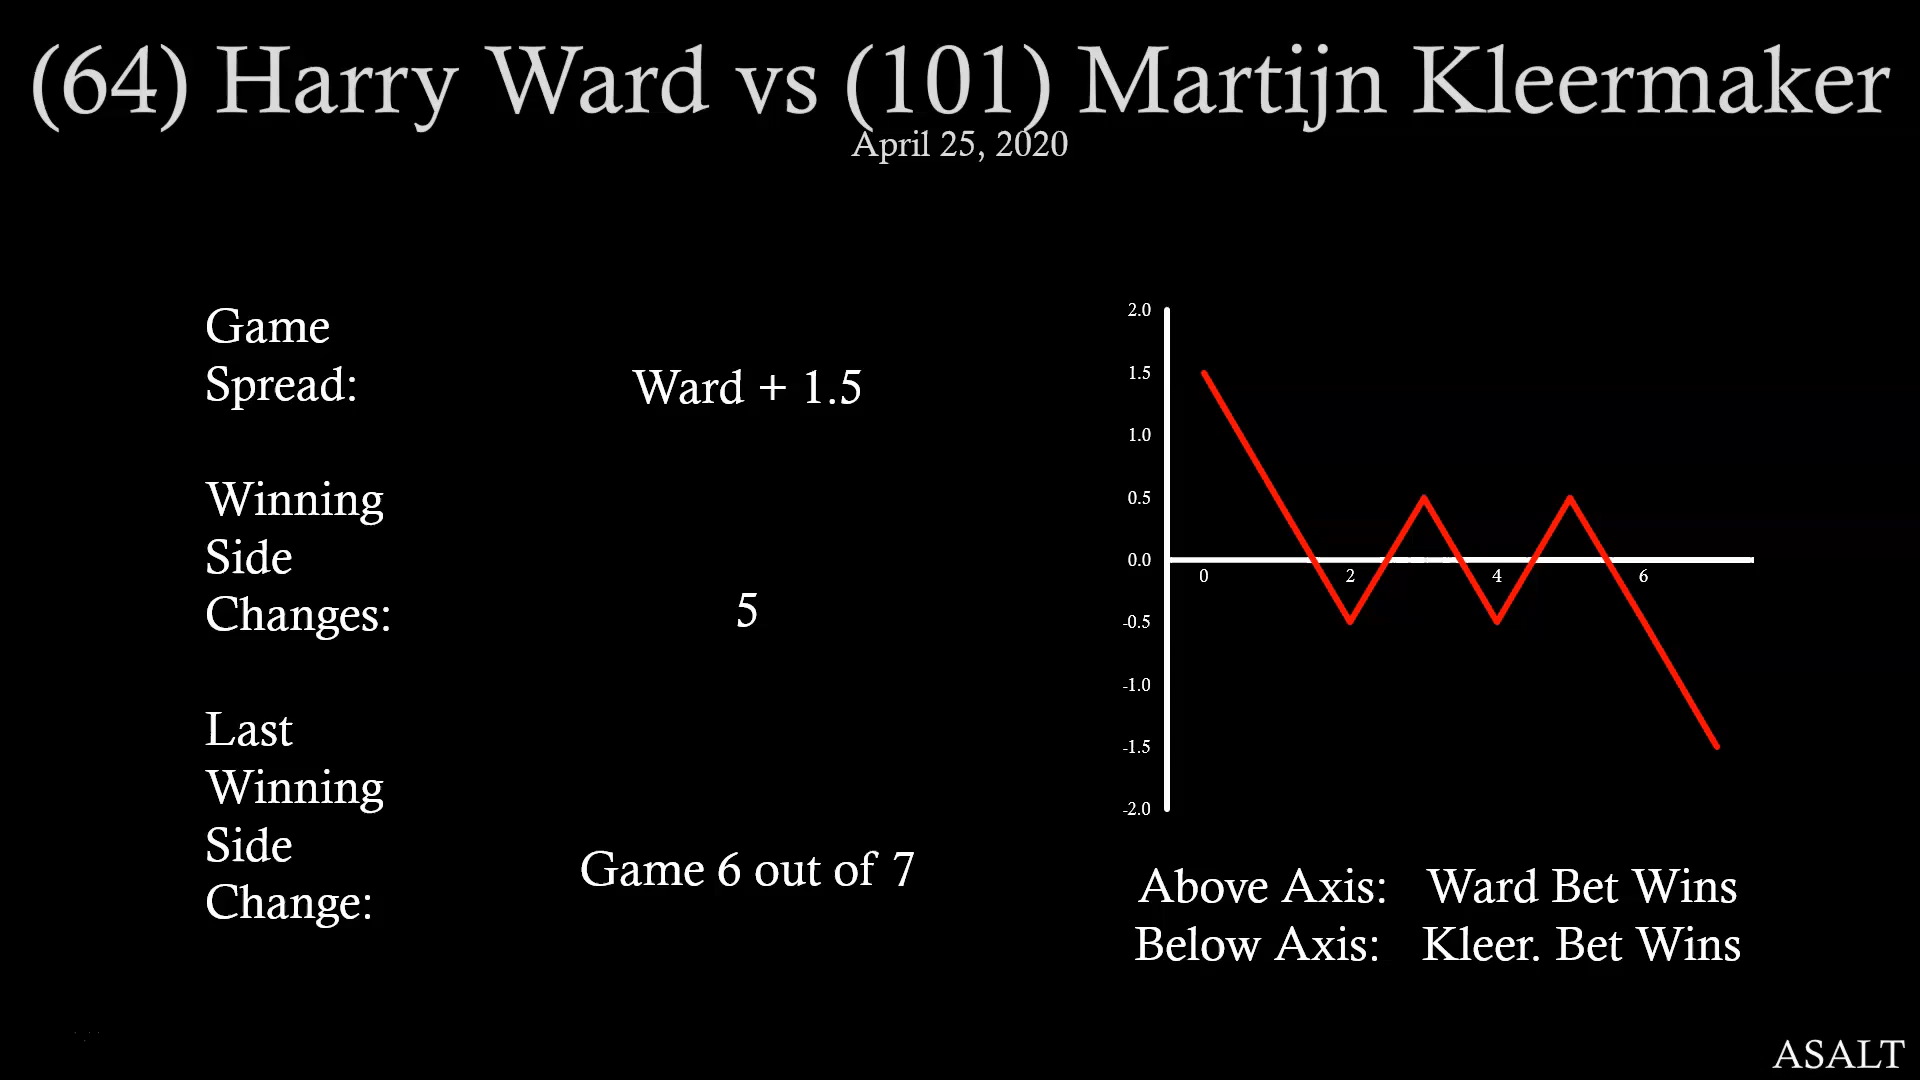 (64) Harry Ward vs (101) Martijn Kleermaker
April 25, 2020
Game
Spread:
Ward + 1.5
Winning
Side
Changes:
5
Last
Winning
Side
Change:
Game 6 out of 7
2.0
1.5
1.0
0.5
0.0
-0.5
-1.0
-1.5
-2.0
0
2
4
6
Above Axis: Ward Bet Wins
Below Axis: Kleer. Bet Wins
ASALT